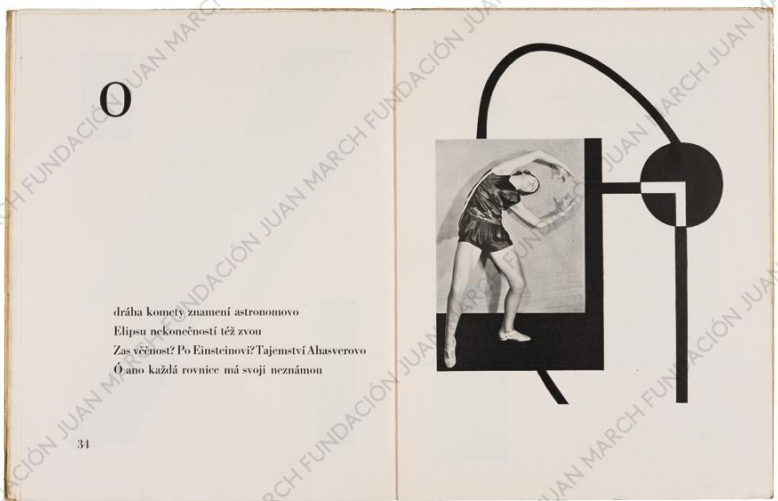 O
dráha komety znamení astronomovo
Elipsu nekonečností též zvou
Zas věčnost? Po Einsteinovi? Tajemství Ahasverovo
Ó ano každá rovnice má svoji neznámou
34
FUNDACIÓN JUAN MARCH